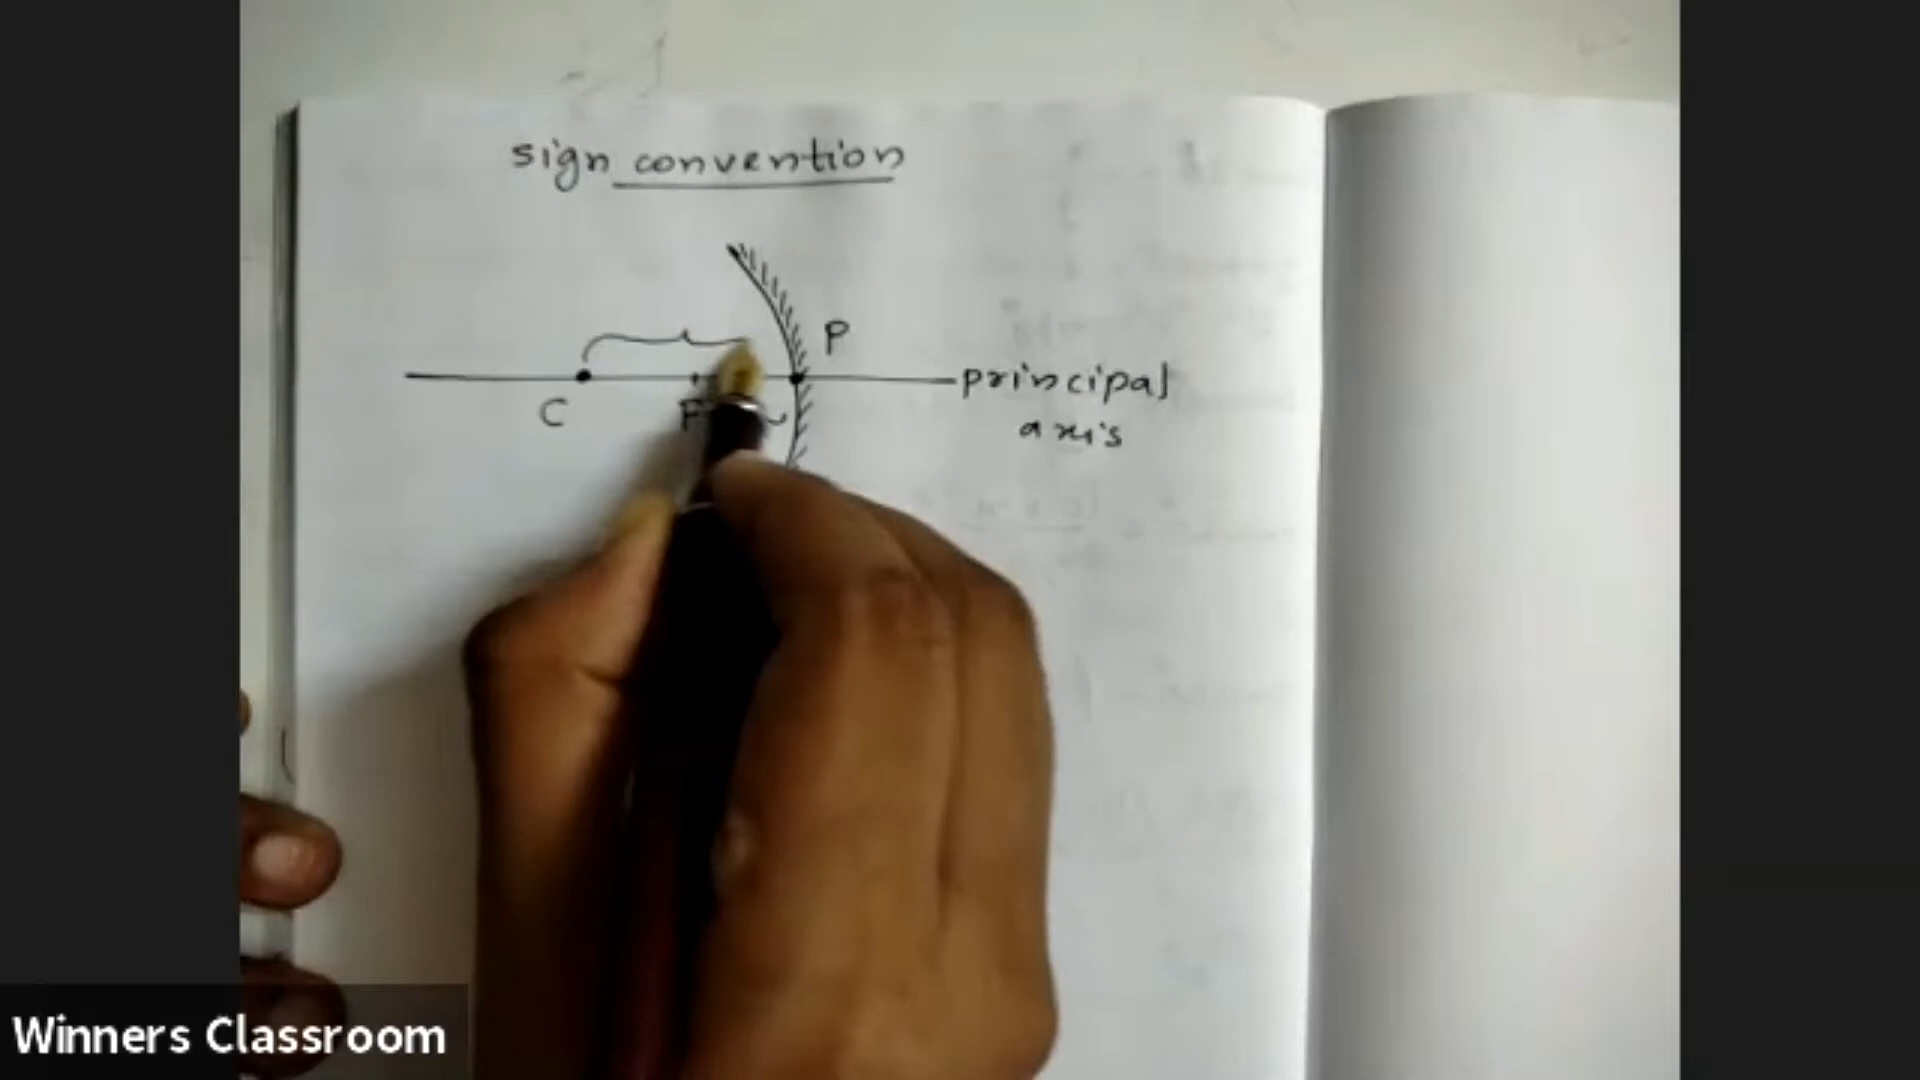 sign convention
P
principal
axis
C
F
Winners Classroom